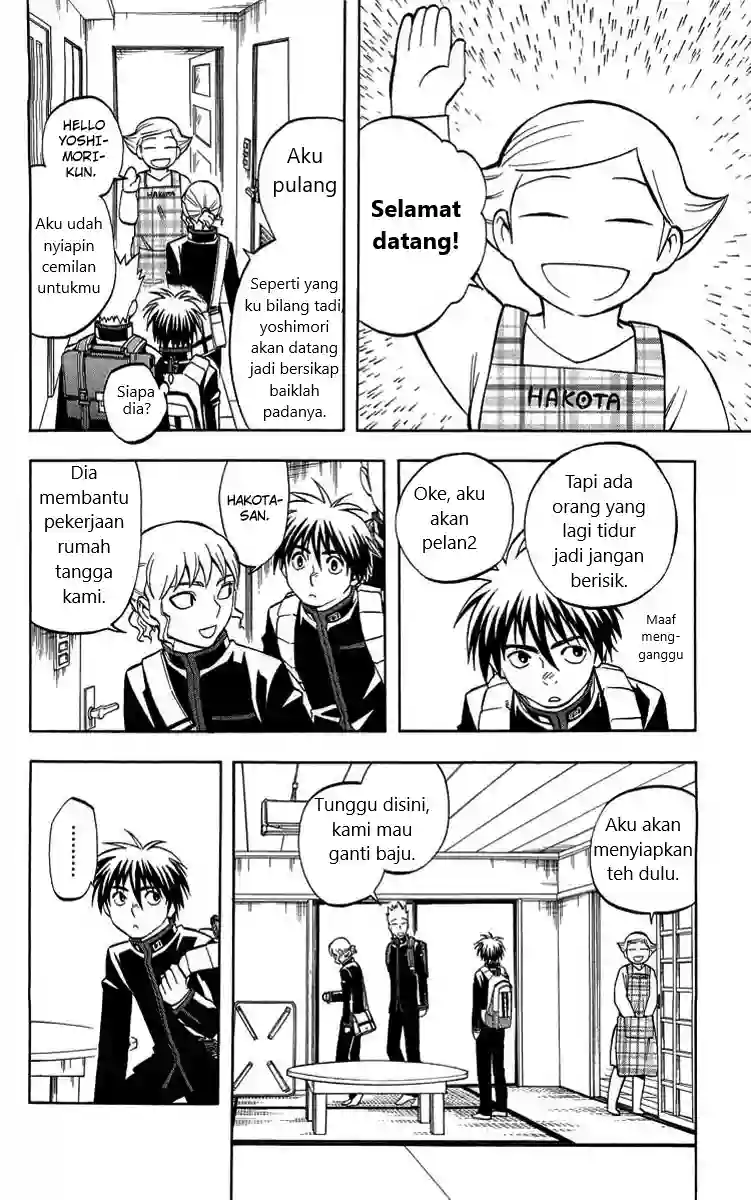 Selamat
datang!
HAKOTA
Aku
pulang
Seperti yang
ku bilang tadi,
yoshimori
akan datang
jadi bersikap
baiklah
padanya.
HELLO
YOSHI-
MORI-
KUN.
Aku udah
nyiapin
cemilan
untukmu
HAKOTA
Siapa
dia?
Tapi ada
orang yang
lagi tidur
jadi jangan
berisik.
Oke, aku
akan
pelan2
Maaf
meng-
ganggu
HAKOTA-
SAN.
Dia
membantu
pekerjaan
rumah
tangga
kami.
Aku akan
menyiapkan
teh dulu.
Tunggu disini,
kami mau
ganti baju.
........